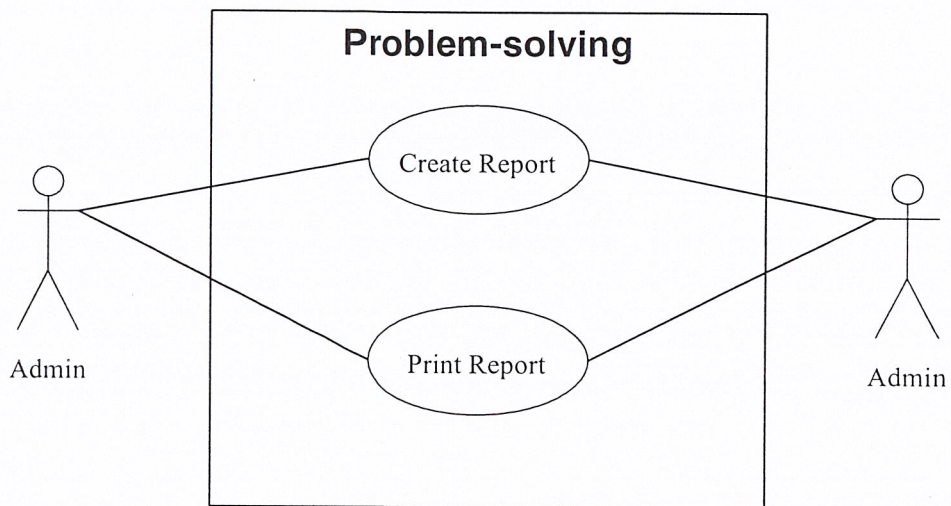 Problem-solving
Create Report
Admin
Print Report
Admin